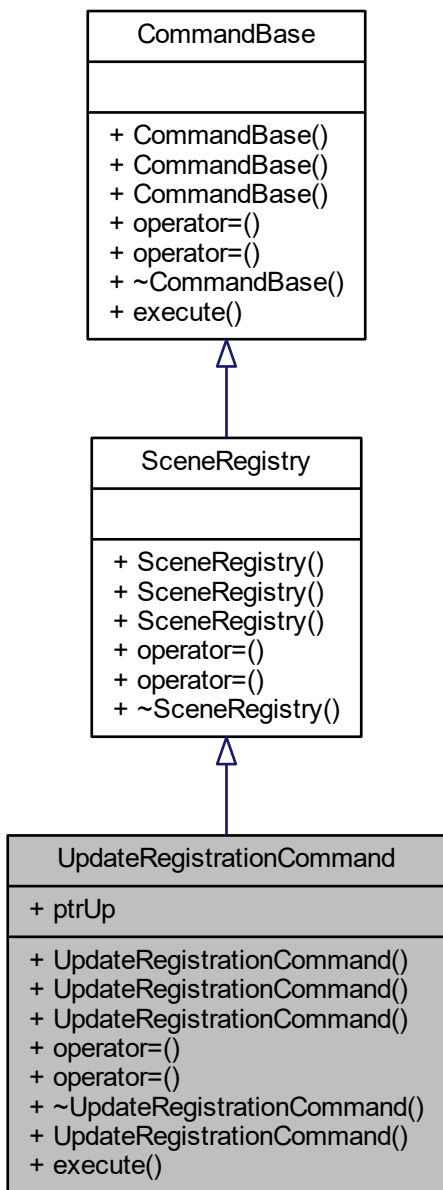 CommandBase
+ CommandBase()
+ CommandBase()
+ CommandBase()
+ operator=()
+ operator=()
+ ~CommandBase()
+ execute()
SceneRegistry
+ SceneRegistry()
+ SceneRegistry()
+ SceneRegistry()
+ operator=()
+ operator=()
+ ~SceneRegistry()
UpdateRegistrationCommand
+ ptrUp
+ UpdateRegistrationCommand()
+ UpdateRegistrationCommand()
+ UpdateRegistrationCommand()
+ operator=()
+ operator=()
+ ~UpdateRegistrationCommand()
+ UpdateRegistrationCommand()
+ execute()